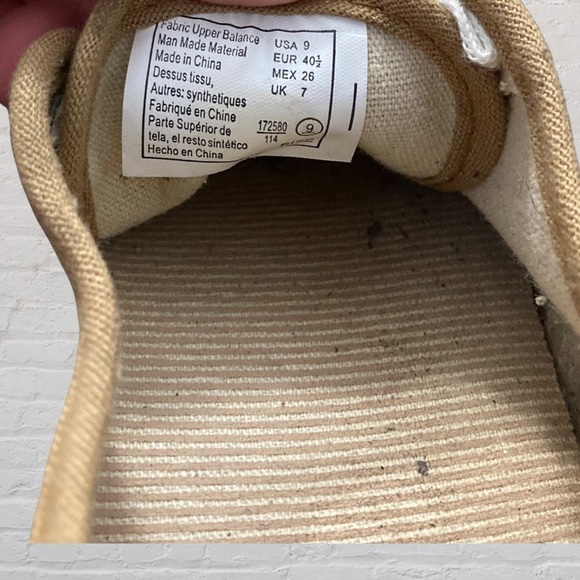 Fabric Upper Balance
Man Made Material
Made in China
Dessus tissu,
Autres: synthetiques
Fabriqué en Chine
Parte Supérior de
tela, el resto sintético
Hecho en China
USA 9
EUR 40½
MEX 26
UK 7
172580
114
9